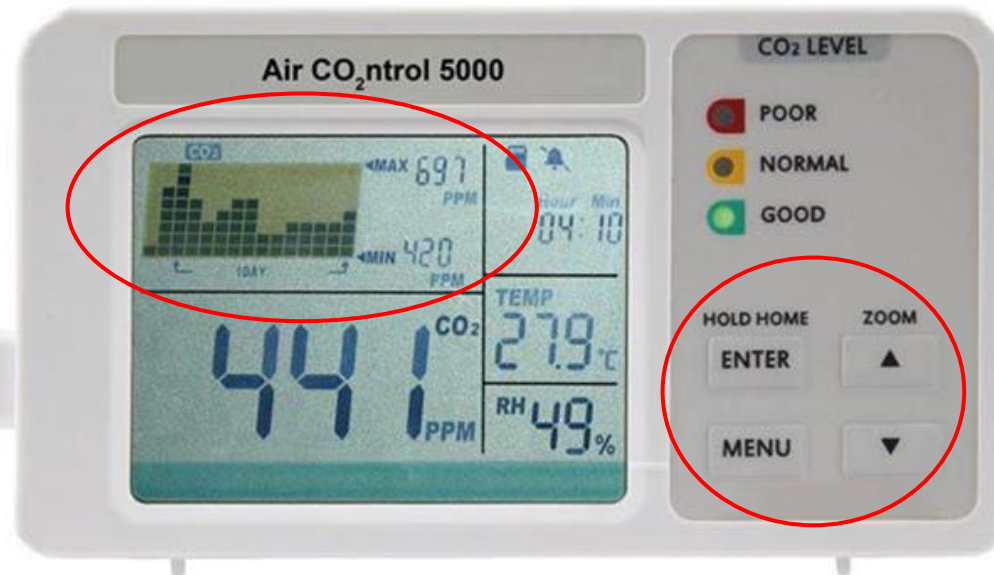 Air CO₂ntrol 5000
CO2
MAX 697
PPM
MIN 420
PPM
1DAY
Hour Min
04:10
441 CO2
PPM
TEMP
27.9 °C
RH 49 %
CO2 LEVEL
POOR
NORMAL
GOOD
HOLD HOME ZOOM
ENTER ▲
MENU ▼